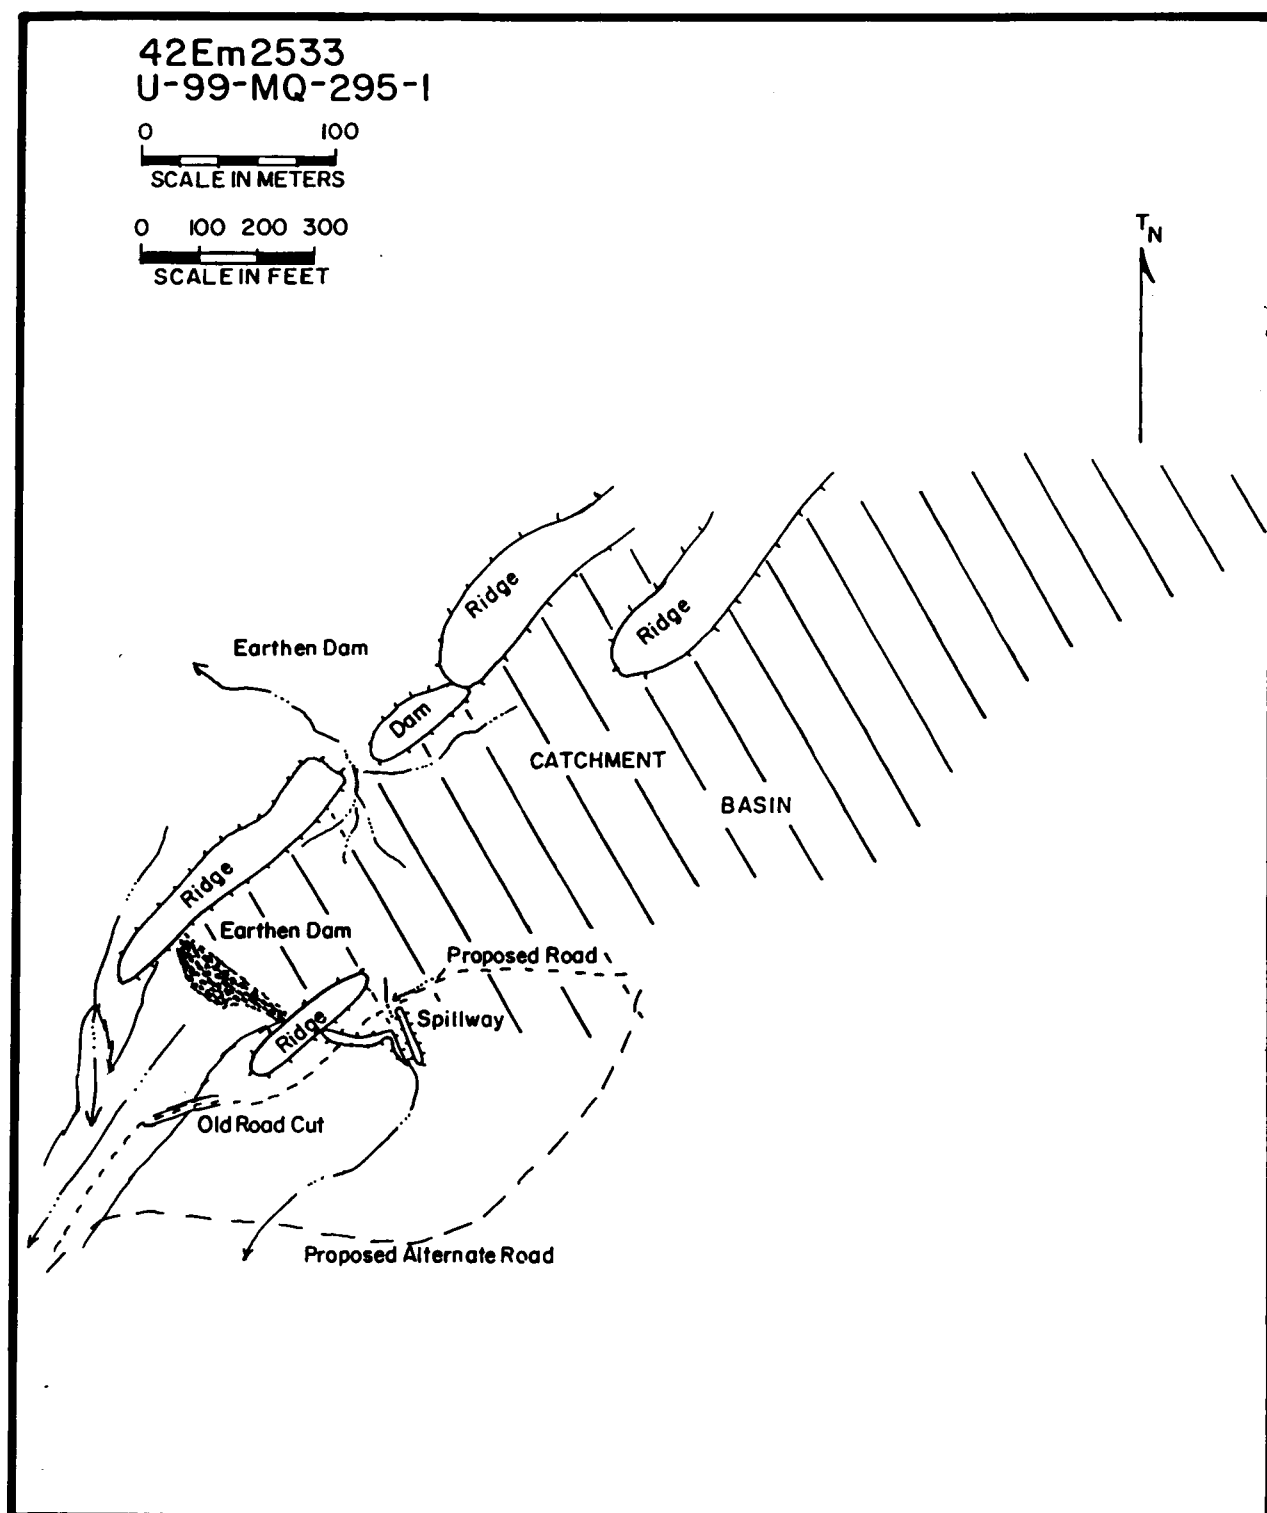 42Em2533
U-99-MQ-295-1
0 100
SCALE IN METERS
0 100 200 300
SCALE IN FEET
TN
Ridge
Ridge
Earthen Dam
Dam
CATCHMENT
BASIN
Ridge
Earthen Dam
Proposed Road
Spillway
Ridge
Old Road Cut
Proposed Alternate Road